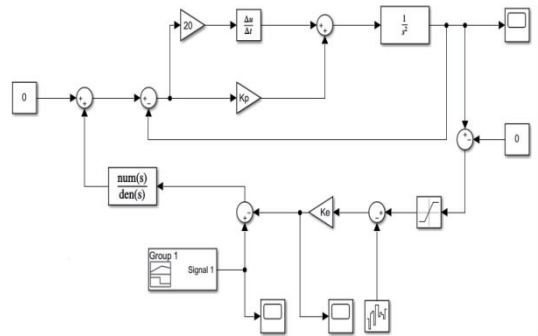 20
Δu
Δt
1
s²
0
Kp
0
num(s)
den(s)
Ke
Group 1
Signal 1